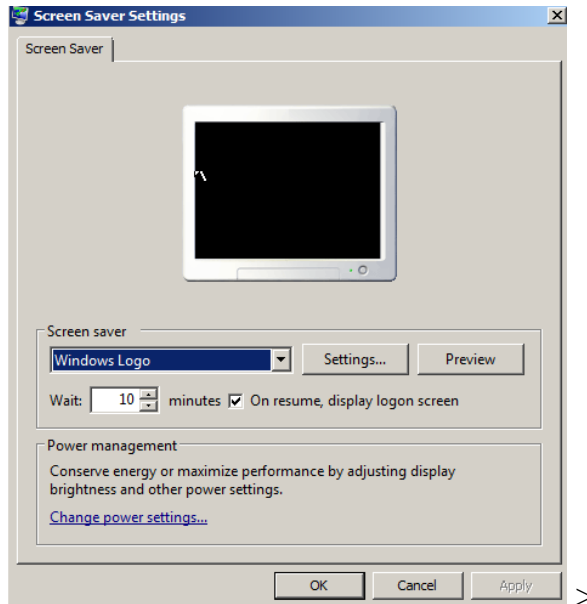 Screen Saver Settings
Screen Saver
Screen saver
Windows Logo Settings... Preview
Wait: 10 minutes On resume, display logon screen
Power management
Conserve energy or maximize performance by adjusting display
brightness and other power settings.
Change power settings...
OK Cancel Apply >